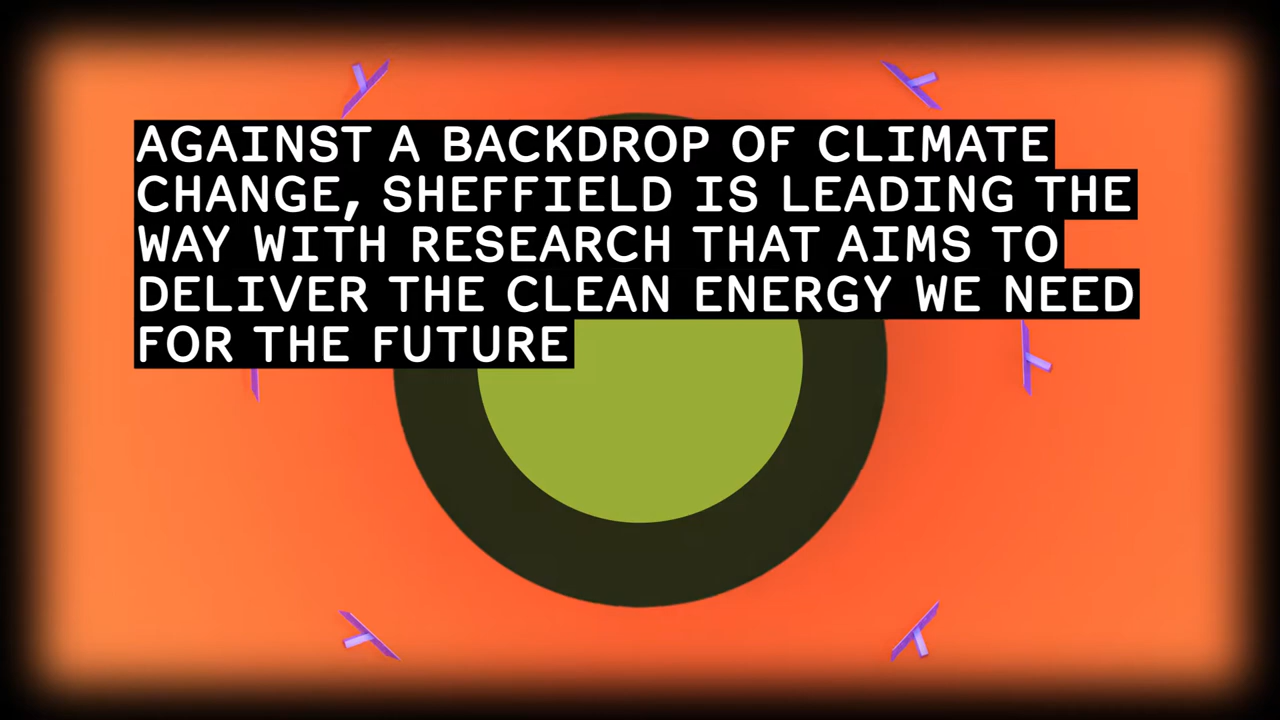 AGAINST A BACKDROP OF CLIMATE
CHANGE, SHEFFIELD IS LEADING THE
WAY WITH RESEARCH THAT AIMS TO
DELIVER THE CLEAN ENERGY WE NEED
FOR THE FUTURE